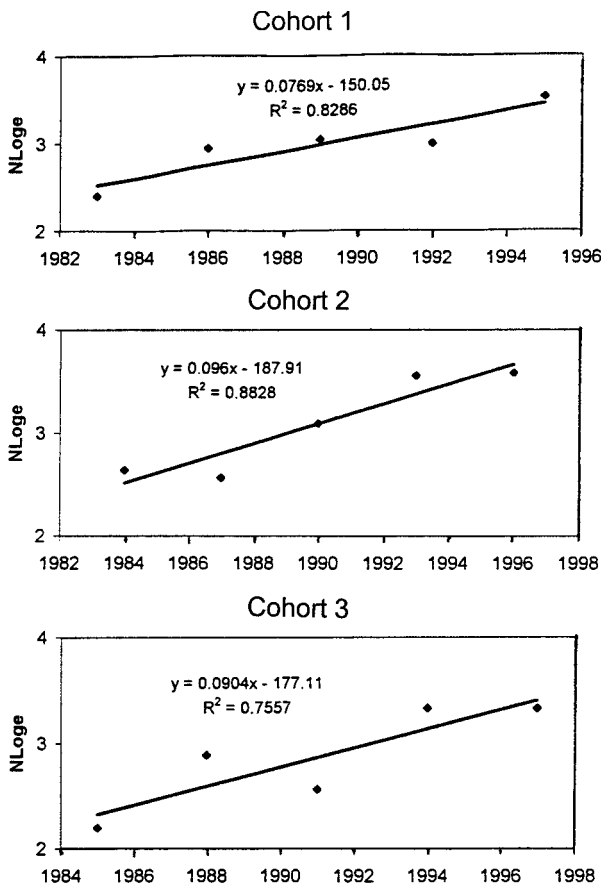 Cohort 1
4
y = 0.0769x - 150.05
R² = 0.8286
3
NLoge
2
1982 1984 1986 1988 1990 1992 1994 1996
Cohort 2
4
y = 0.096x - 187.91
R² = 0.8828
3
NLoge
2
1982 1984 1986 1988 1990 1992 1994 1996 1998
Cohort 3
4
y = 0.0904x - 177.11
R² = 0.7557
3
NLoge
2
1984 1986 1988 1990 1992 1994 1996 1998